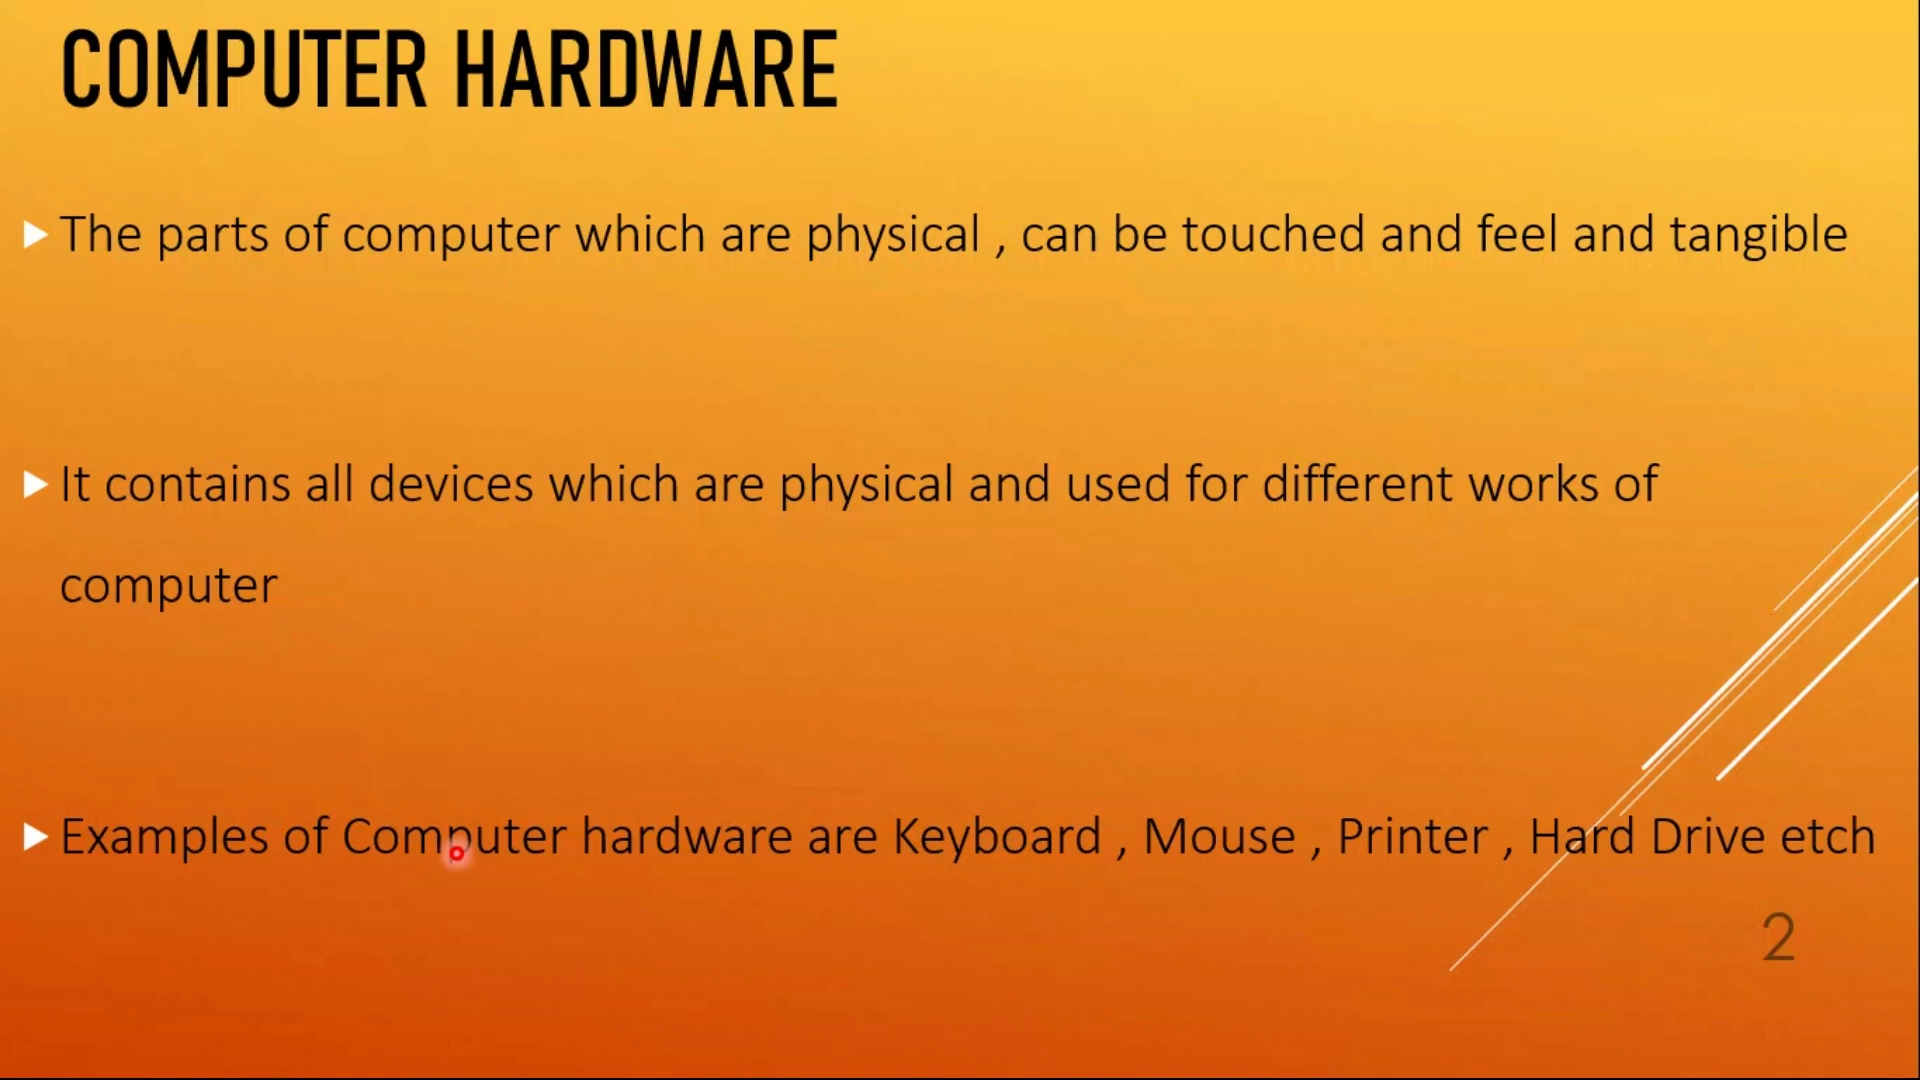 COMPUTER HARDWARE
The parts of computer which are physical , can be touched and feel and tangible
It contains all devices which are physical and used for different works of
computer
Examples of Computer hardware are Keyboard , Mouse , Printer , Hard Drive etch
2